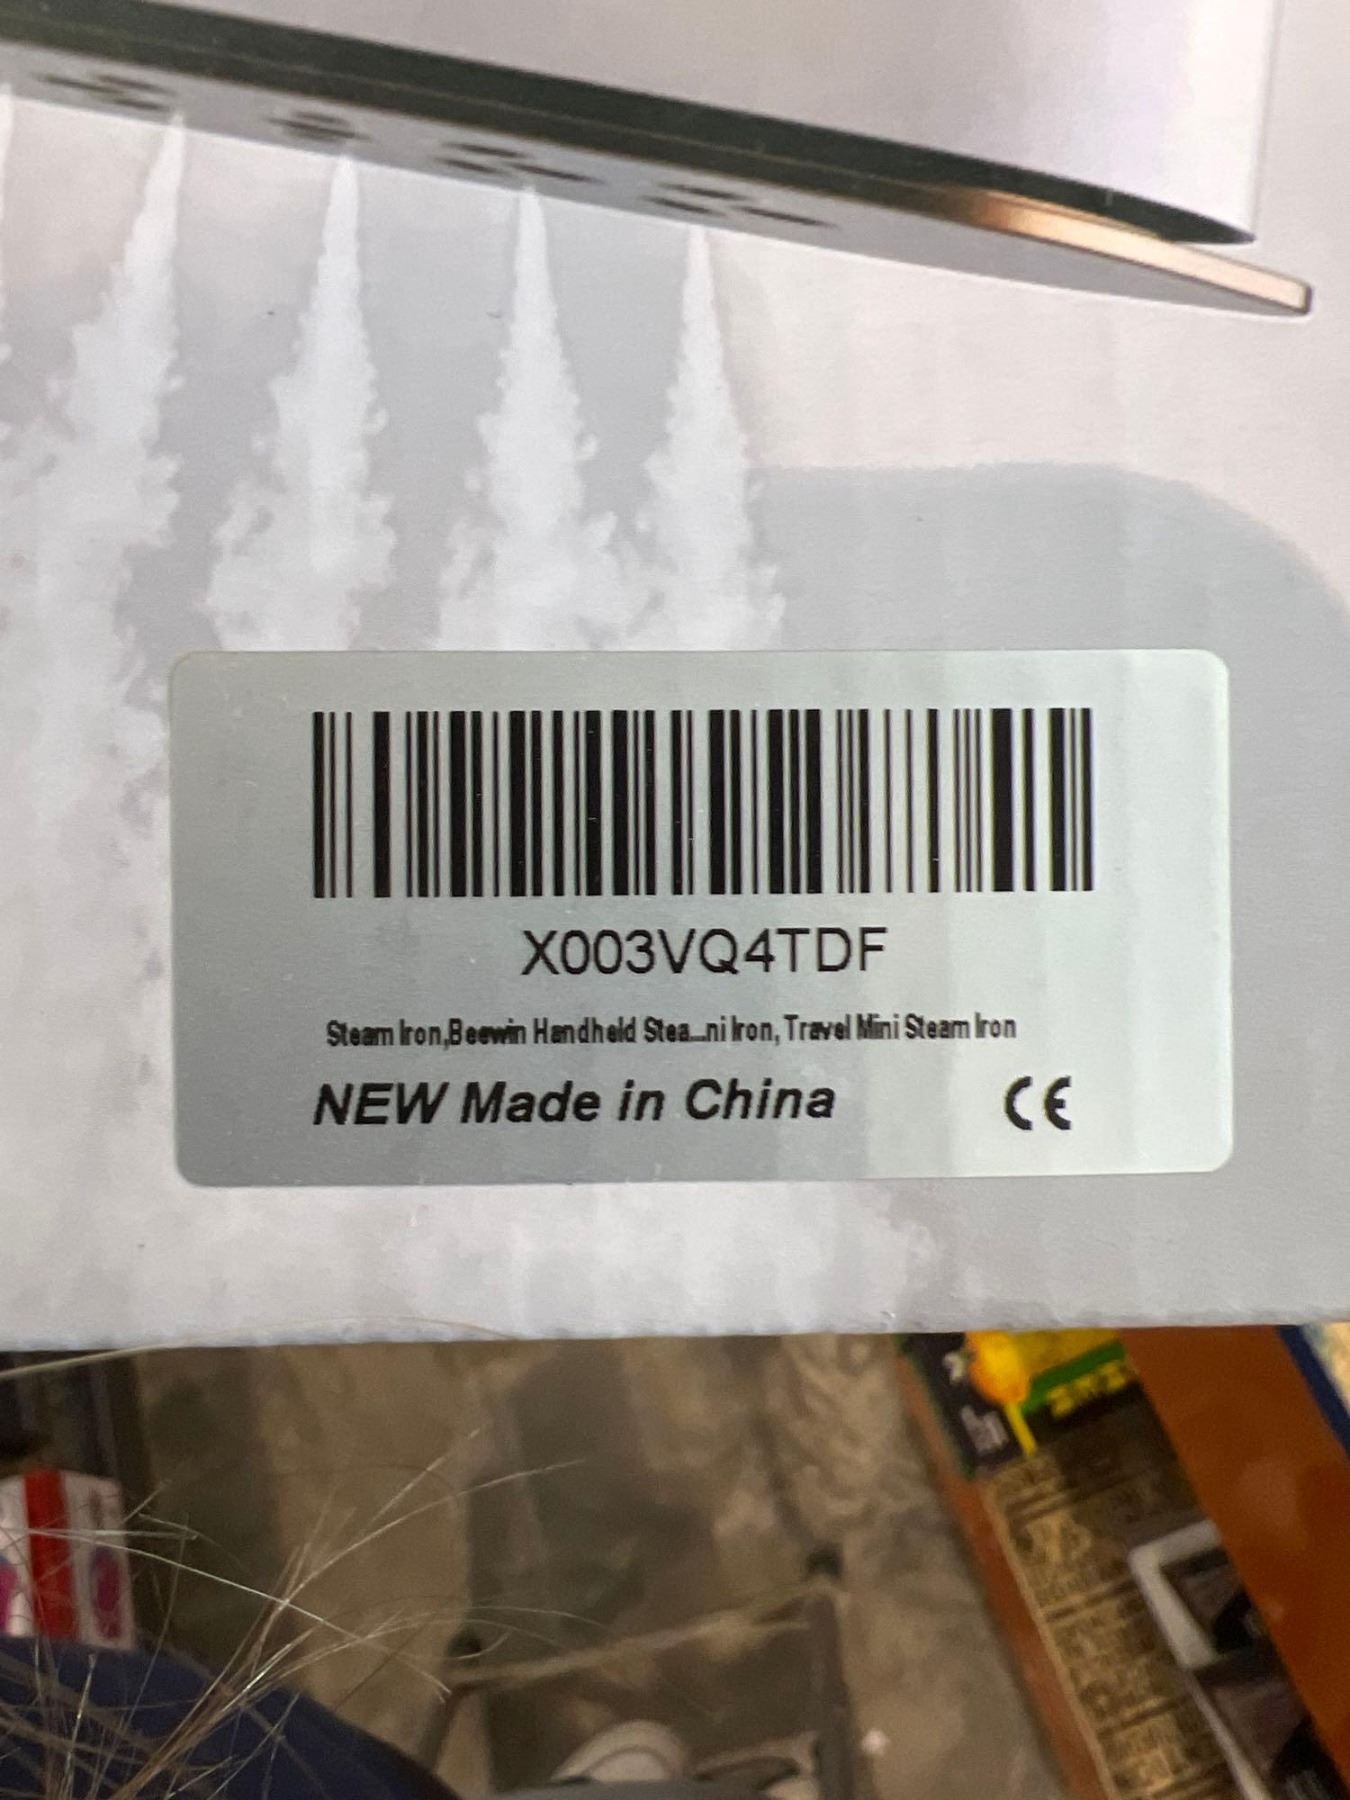 X003VQ4TDF
Steam Iron,Beewin Handheld Stea...ni Iron, Travel Mini Steam Iron
NEW Made in China CE